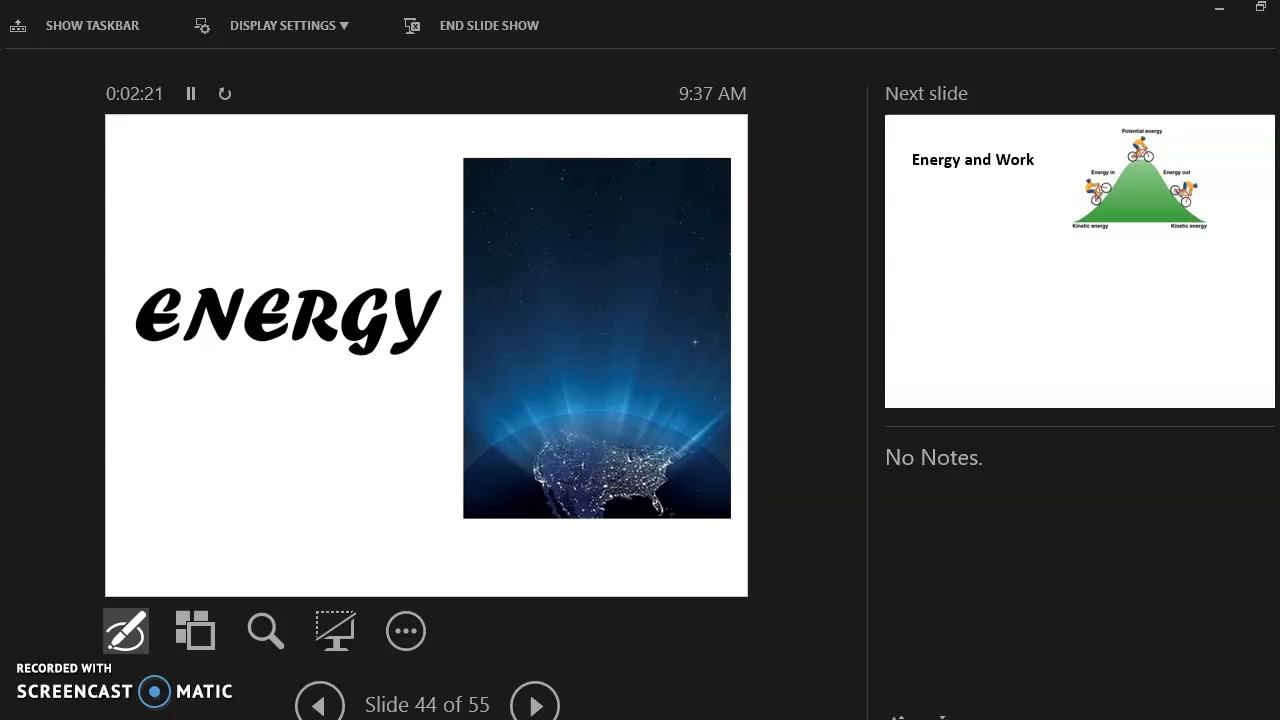 SHOW TASKBAR
DISPLAY SETTINGS ▼
END SLIDE SHOW
0:02:21
9:37 AM
Next slide
ENERGY
Energy and Work
Potential energy
Energy in
Energy out
Kinetic energy
Kinetic energy
No Notes.
RECORDED WITH
SCREENCAST MATIC
Slide 44 of 55